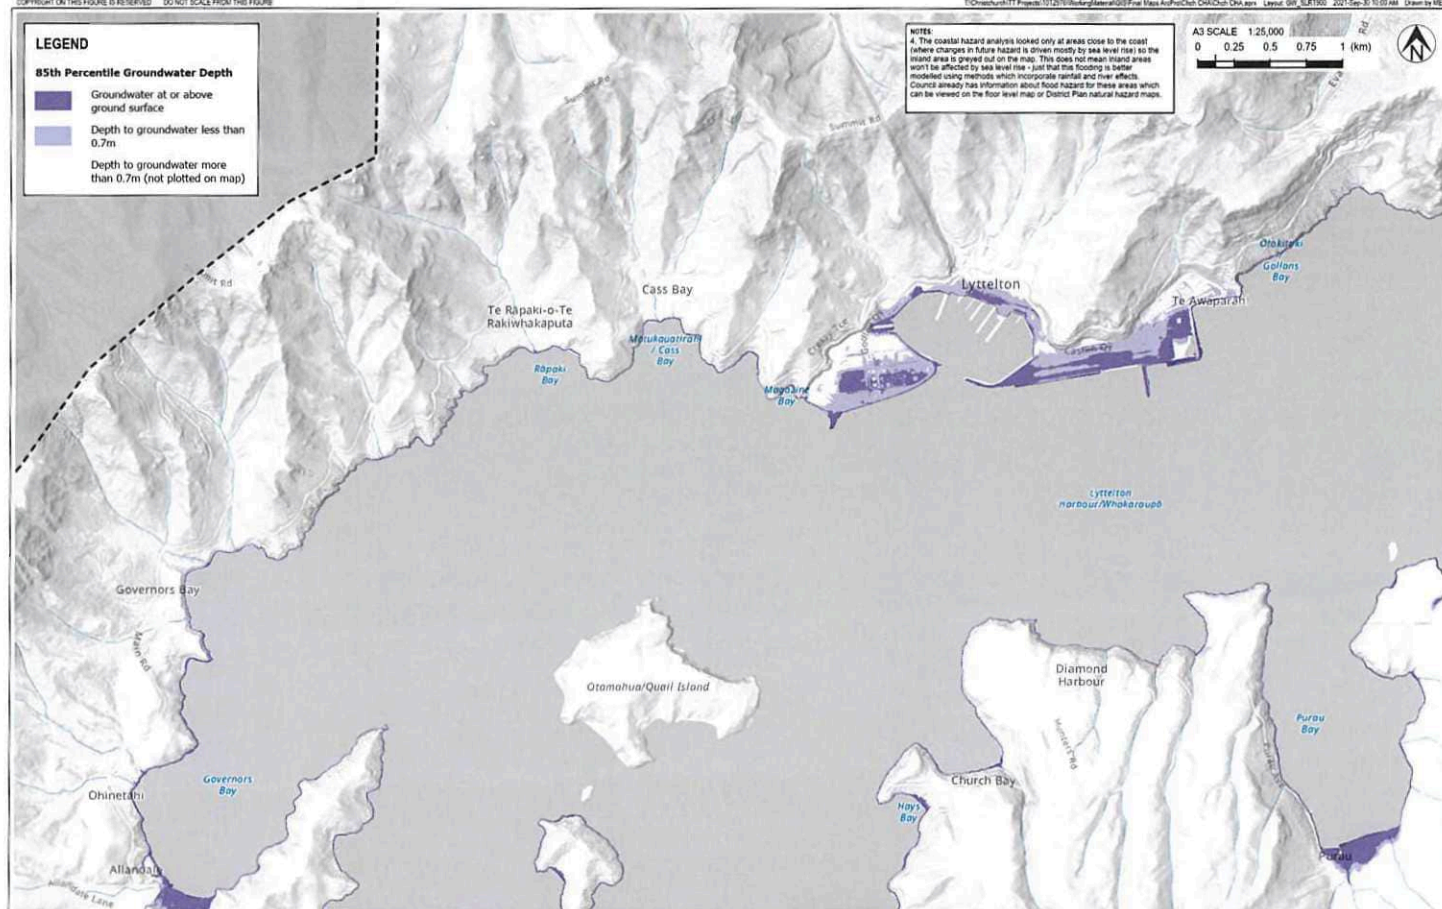 COPYRIGHT ON THIS FIGURE IS RESERVED DO NOT SCALE FROM THIS FIGURE
LEGEND
85th Percentile Groundwater Depth
Groundwater at or above
ground surface
Depth to groundwater less than
0.7m
Depth to groundwater more
than 0.7m (not plotted on map)
NOTES:
4. The coastal hazard analysis looked only at areas close to the coast
(where changes in future hazard is driven mostly by sea level rise) so the
inland area is greyed out on the map. This does not mean inland areas
won't be affected by sea level rise - just that this flooding is better
modelled using methods which incorporate rainfall and river effects.
Council already has information about flood hazard for these areas which
can be viewed on the floor level map or District Plan natural hazard maps.
A3 SCALE 1:25,000
0 0.25 0.5 0.75 1 (km)
N
Rd
Summit Rd
Summit Rd
Rd
Otokitoki
Gollans
Bay
Cass Bay
Lyttelton
Te Awaparahi
Te Rāpaki-o-Te
Rakiwhakaputa
Motukauatirahi
/ Cass
Bay
Rāpaki
Bay
Magazine
Bay
Lyttelton
Harbour/Whakaraupō
Governors Bay
Main Rd
Otamahua/Quail Island
Diamond
Harbour
Hunters Rd
Purau
Bay
Church Bay
Governors
Bay
Ohinetahi
Hays
Bay
Purau
Allandale
Allandale Lane